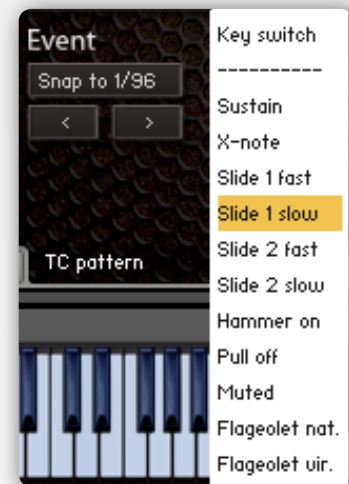 Event
Snap to 1/96
< >
TC pattern
Key switch
----------
Sustain
X-note
Slide 1 fast
Slide 1 slow
Slide 2 fast
Slide 2 slow
Hammer on
Pull off
Muted
Flageolet nat.
Flageolet vir.